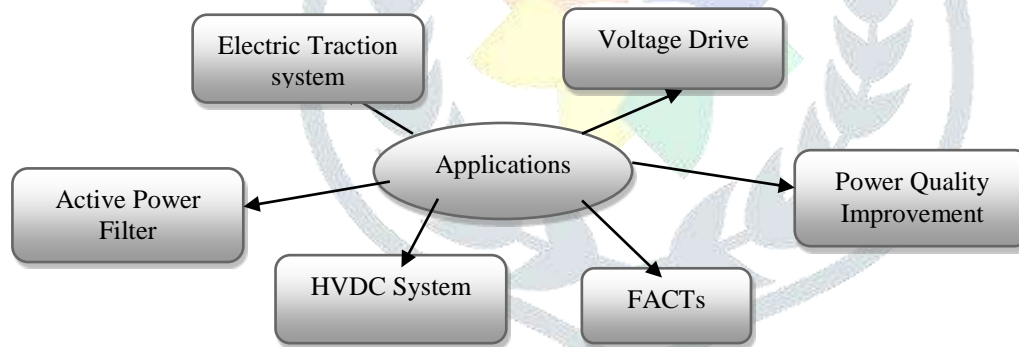 Electric Traction
system
Voltage Drive
Applications
Active Power
Filter
Power Quality
Improvement
HVDC System
FACTs